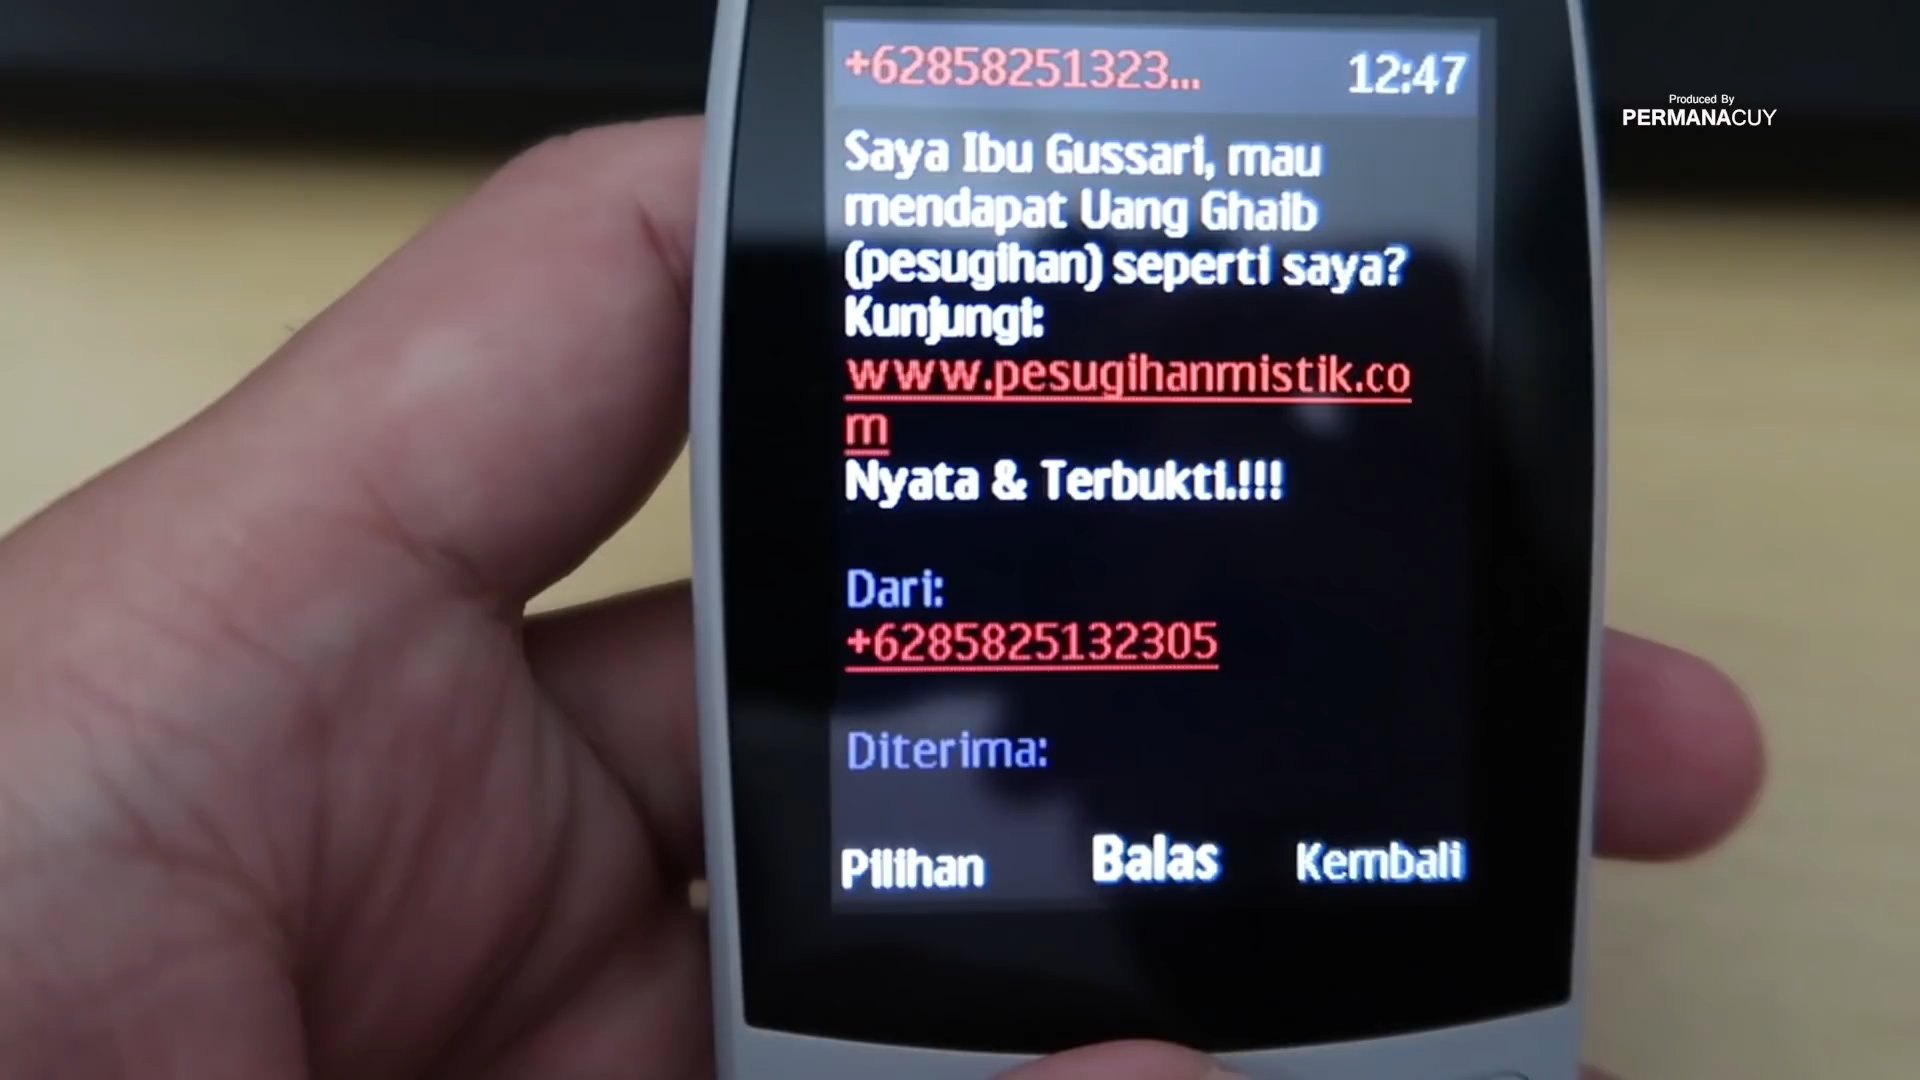 +62858251323... 12:47
Produced By
PERMANACUY
Saya Ibu Gussari, mau
mendapat Uang Ghaib
(pesugihan) seperti saya?
Kunjungi:
www.pesugihanmistik.co
m
Nyata & Terbukti.!!!
Dari:
+6285825132305
Diterima:
Pilihan Balas Kembali